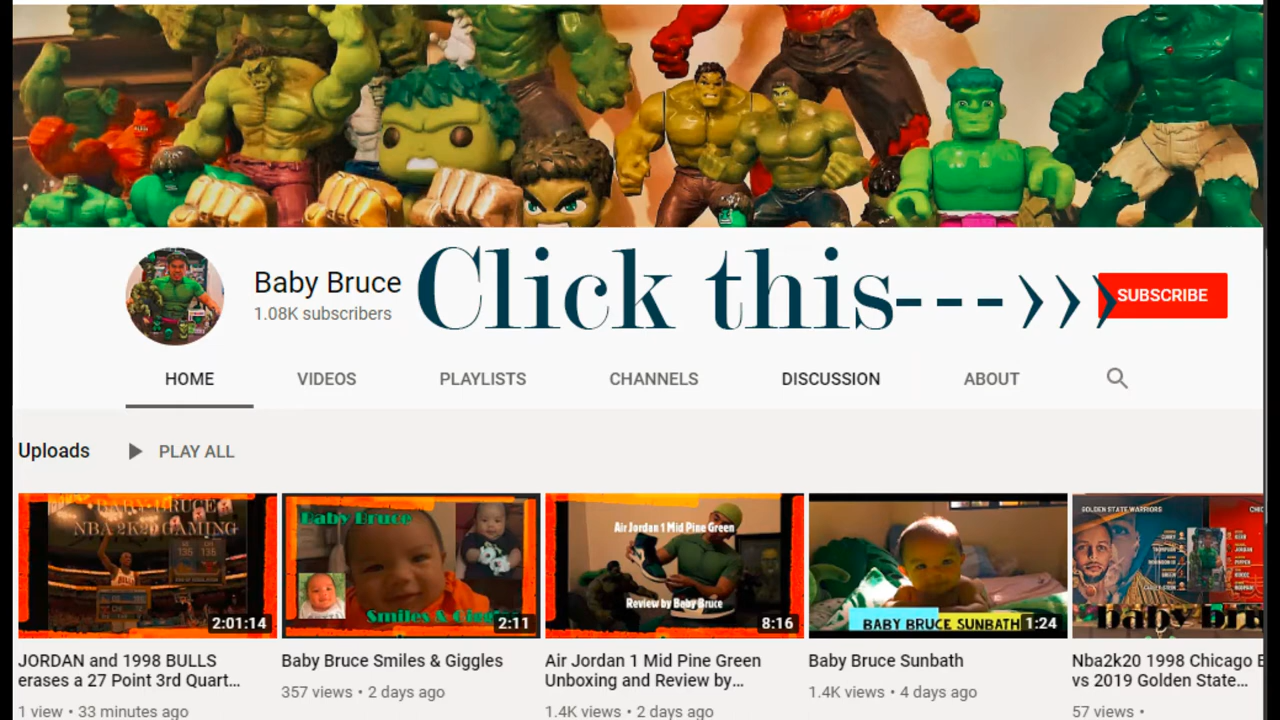 Baby Bruce
1.08K subscribers
Click this--->>>
SUBSCRIBE
HOME VIDEOS PLAYLISTS CHANNELS DISCUSSION ABOUT
Uploads PLAY ALL
BABY BRUCE
NBA 2K20 GAMING
2:01:14
Baby Bruce
Smiles & Giggles
2:11
Air Jordan 1 Mid Pine Green
Review by Baby Bruce
8:16
BABY BRUCE SUNBATH
1:24
GOLDEN STATE WARRIORS
baby bru
JORDAN and 1998 BULLS
erases a 27 Point 3rd Quart...
1 view • 33 minutes ago
Baby Bruce Smiles & Giggles
357 views • 2 days ago
Air Jordan 1 Mid Pine Green
Unboxing and Review by...
1.4K views • 2 days ago
Baby Bruce Sunbath
1.4K views • 4 days ago
Nba2k20 1998 Chicago
vs 2019 Golden State...
57 views •